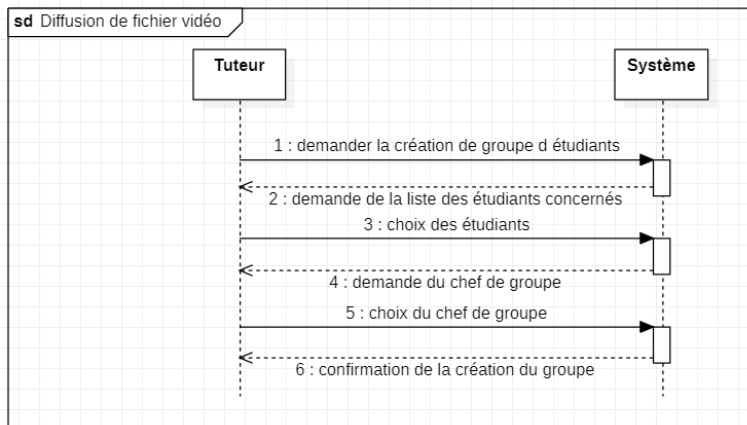 sd Diffusion de fichier vidéo
Tuteur
Système
1 : demander la création de groupe d étudiants
2 : demande de la liste des étudiants concernés
3 : choix des étudiants
4 : demande du chef de groupe
5 : choix du chef de groupe
6 : confirmation de la création du groupe